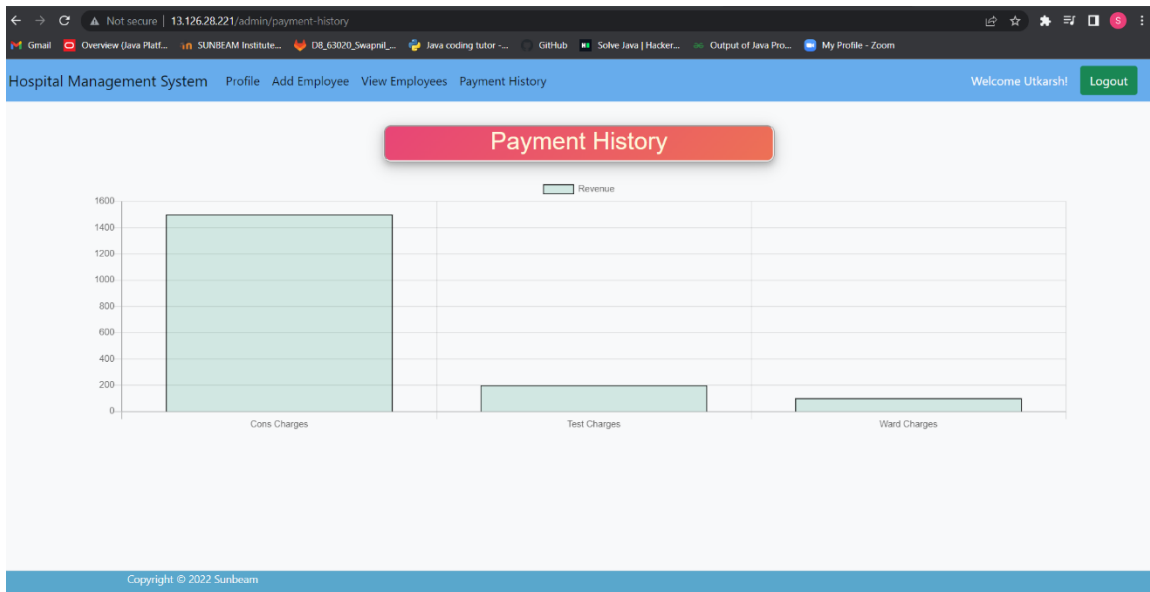 Not secure | 13.126.28.221/admin/payment-history
Gmail Overview (Java Platf... SUNBEAM Institute... D8_63020_Swapnil_... Java coding tutor -... GitHub Solve Java | Hacker... Output of Java Pro... My Profile - Zoom
Hospital Management System Profile Add Employee View Employees Payment History Welcome Utkarsh! Logout
Payment History
Revenue
1600
1400
1200
1000
800
600
400
200
0
Cons Charges Test Charges Ward Charges
Copyright © 2022 Sunbeam